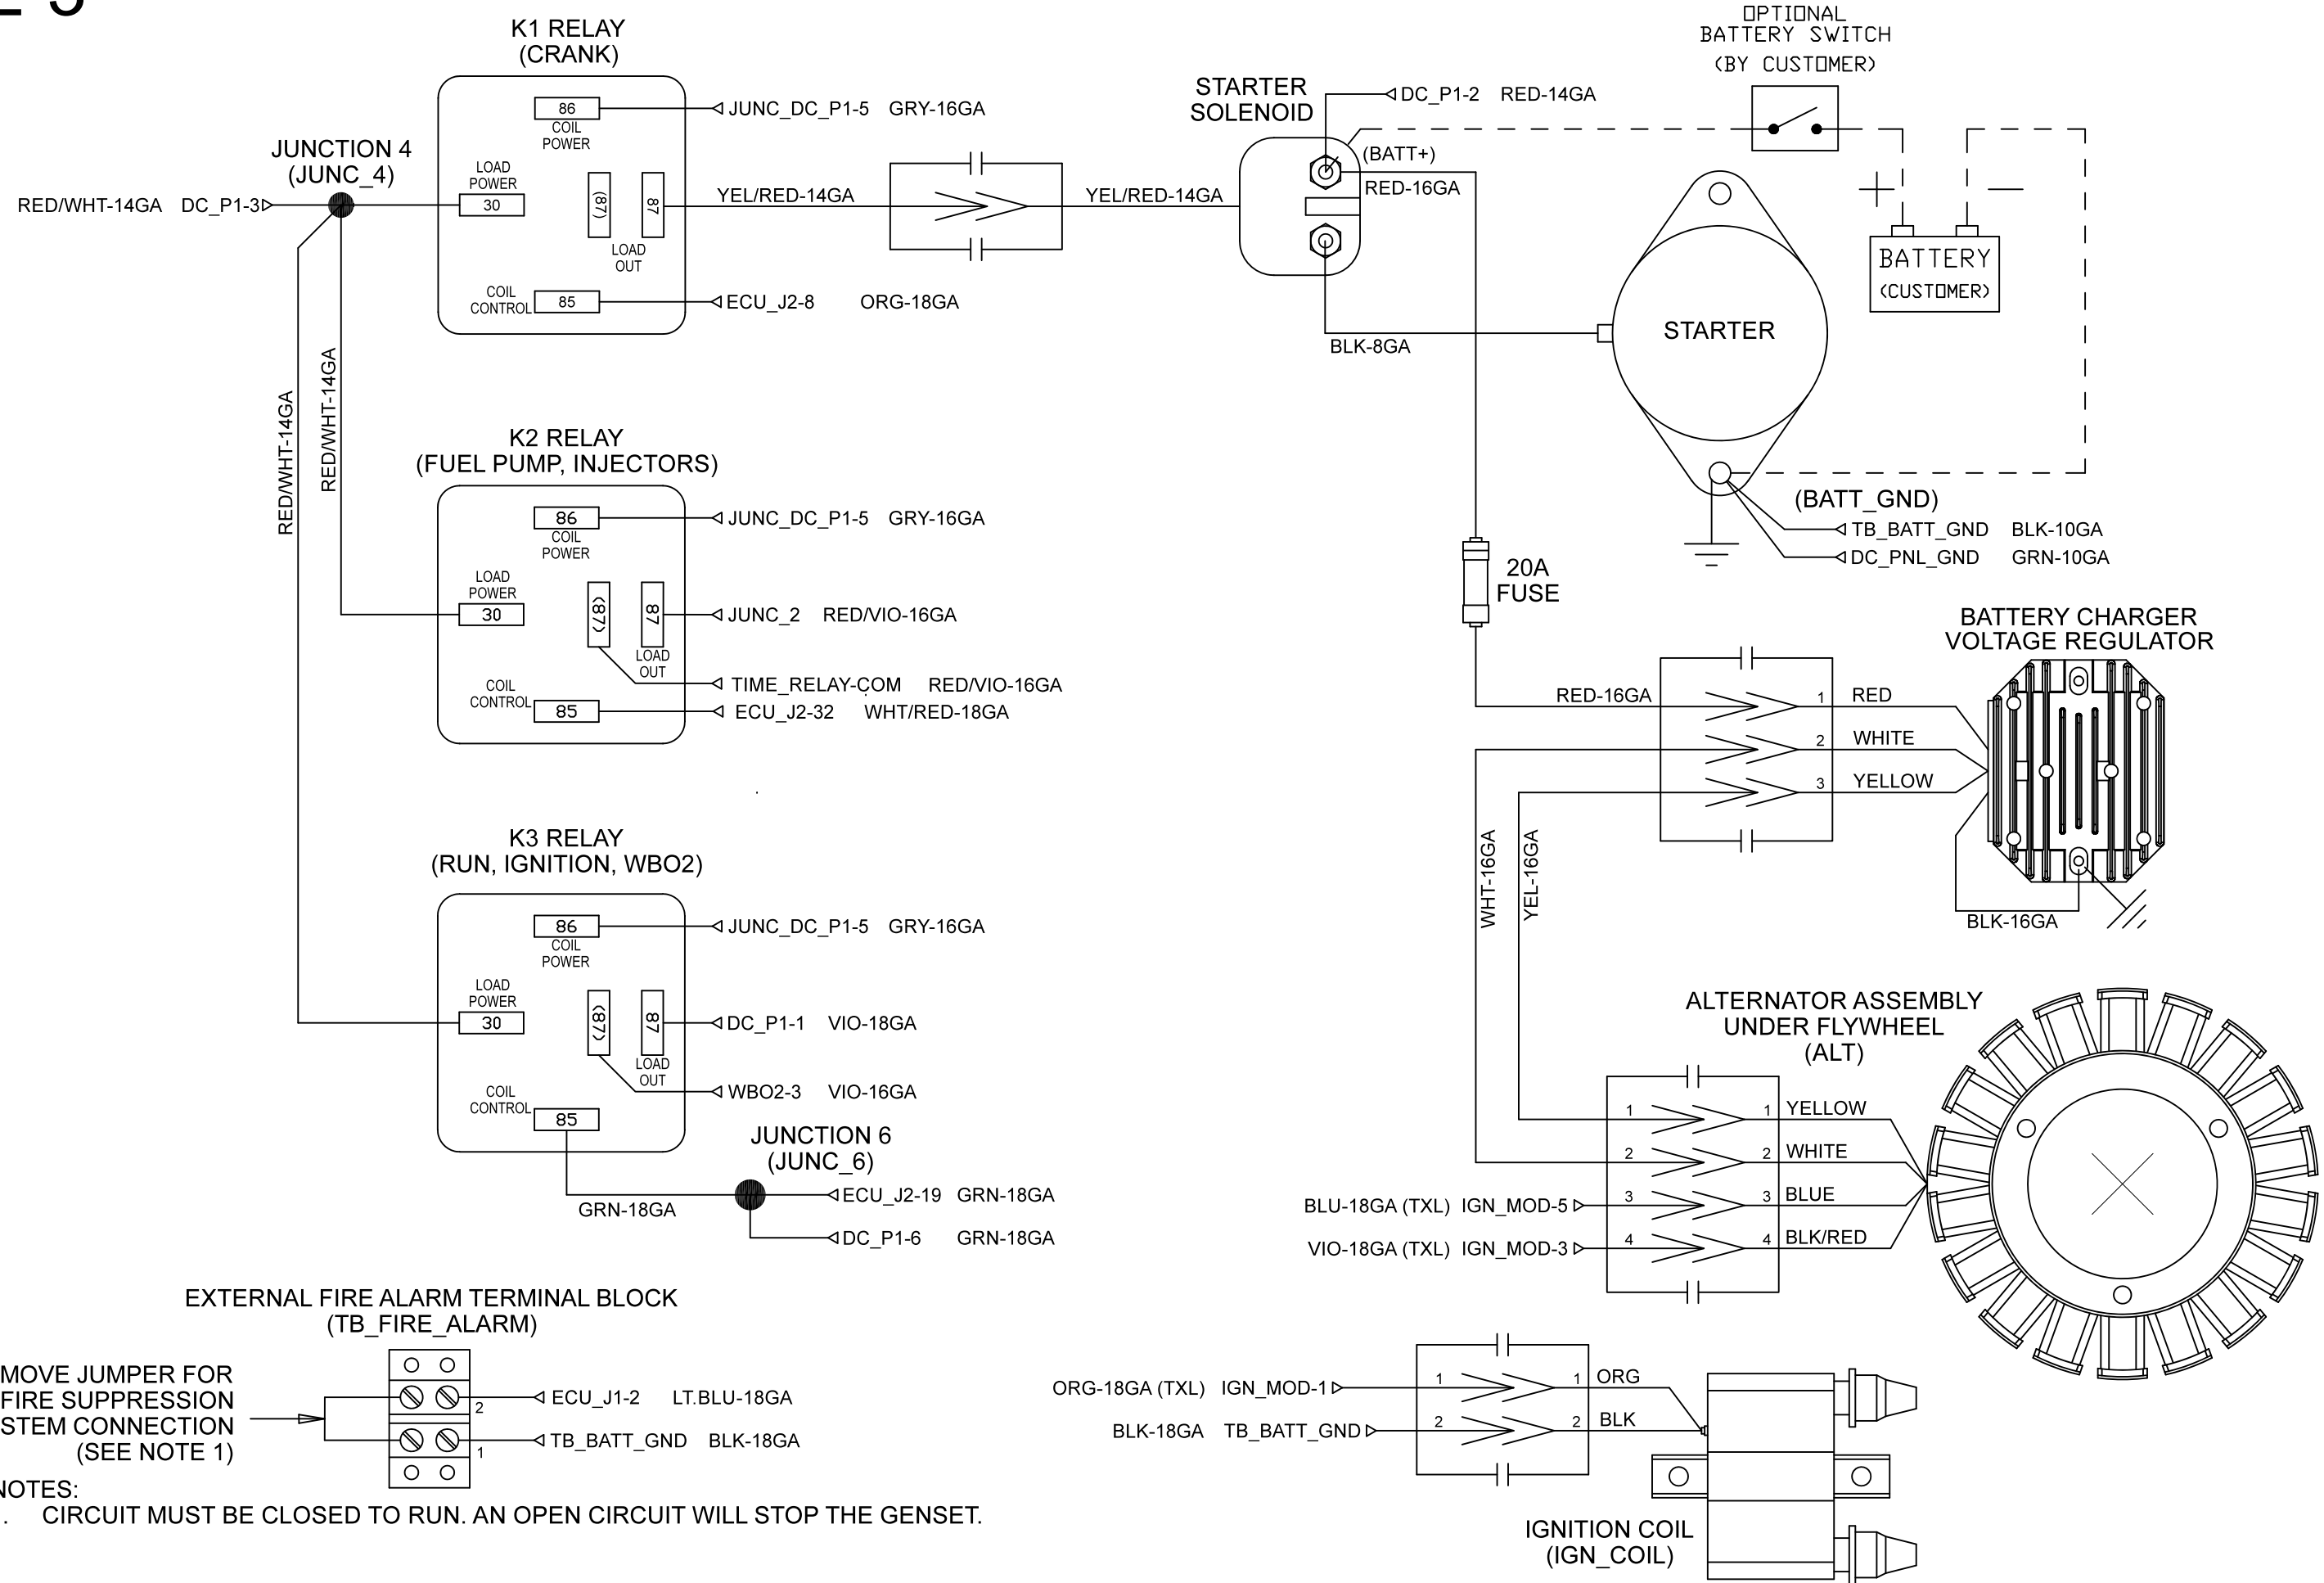 K1 RELAY
(CRANK)
86
COIL
POWER
JUNC_DC_P1-5 GRY-16GA
JUNCTION 4
(JUNC_4)
RED/WHT-14GA DC_P1-3
LOAD
POWER
30
(87)
87
LOAD
OUT
YEL/RED-14GA
YEL/RED-14GA
COIL
CONTROL
85
ECU_J2-8 ORG-18GA
RED/WHT-14GA
RED/WHT-14GA
K2 RELAY
(FUEL PUMP, INJECTORS)
86
COIL
POWER
JUNC_DC_P1-5 GRY-16GA
LOAD
POWER
30
(87)
87
LOAD
OUT
JUNC_2 RED/VIO-16GA
TIME_RELAY-COM RED/VIO-16GA
COIL
CONTROL
85
ECU_J2-32 WHT/RED-18GA
K3 RELAY
(RUN, IGNITION, WBO2)
86
COIL
POWER
JUNC_DC_P1-5 GRY-16GA
LOAD
POWER
30
(87)
87
LOAD
OUT
DC_P1-1 VIO-18GA
WBO2-3 VIO-16GA
COIL
CONTROL
85
JUNCTION 6
(JUNC_6)
GRN-18GA
ECU_J2-19 GRN-18GA
DC_P1-6 GRN-18GA
EXTERNAL FIRE ALARM TERMINAL BLOCK
(TB_FIRE_ALARM)
MOVE JUMPER FOR
FIRE SUPPRESSION
STEM CONNECTION
(SEE NOTE 1)
2
ECU_J1-2 LT.BLU-18GA
1
TB_BATT_GND BLK-18GA
NOTES:
. CIRCUIT MUST BE CLOSED TO RUN. AN OPEN CIRCUIT WILL STOP THE GENSET.
OPTIONAL
BATTERY SWITCH
(BY CUSTOMER)
STARTER
SOLENOID
DC_P1-2 RED-14GA
(BATT+)
RED-16GA
BLK-8GA
STARTER
+
—
BATTERY
(CUSTOMER)
(BATT_GND)
TB_BATT_GND BLK-10GA
DC_PNL_GND GRN-10GA
20A
FUSE
BATTERY CHARGER
VOLTAGE REGULATOR
RED-16GA
1 RED
2 WHITE
3 YELLOW
BLK-16GA
WHT-16GA
YEL-16GA
ALTERNATOR ASSEMBLY
UNDER FLYWHEEL
(ALT)
1 1 YELLOW
2 2 WHITE
BLU-18GA (TXL) IGN_MOD-5 3 3 BLUE
VIO-18GA (TXL) IGN_MOD-3 4 4 BLK/RED
ORG-18GA (TXL) IGN_MOD-1 1 1 ORG
BLK-18GA TB_BATT_GND 2 2 BLK
IGNITION COIL
(IGN_COIL)